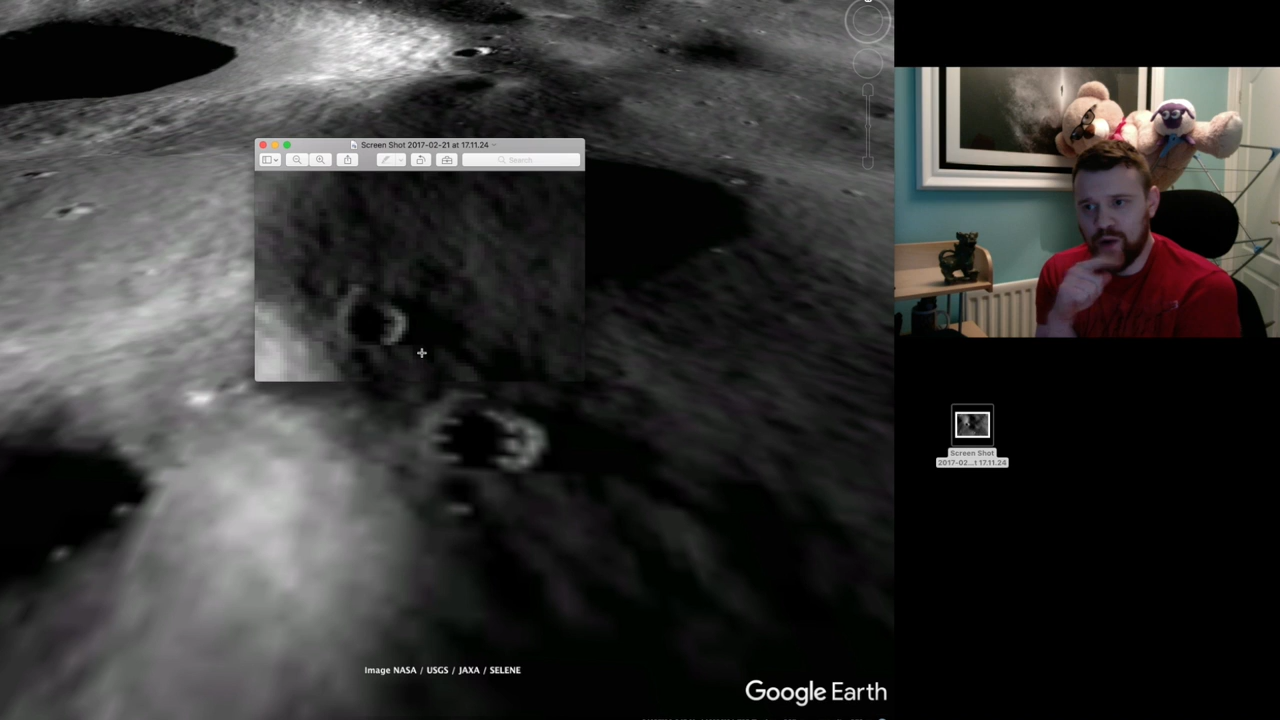 Screen Shot 2017-02-21 at 17.11.24
Search
Screen Shot
2017-02...t 17.11.24
Image NASA / USGS / JAXA / SELENE
Google Earth